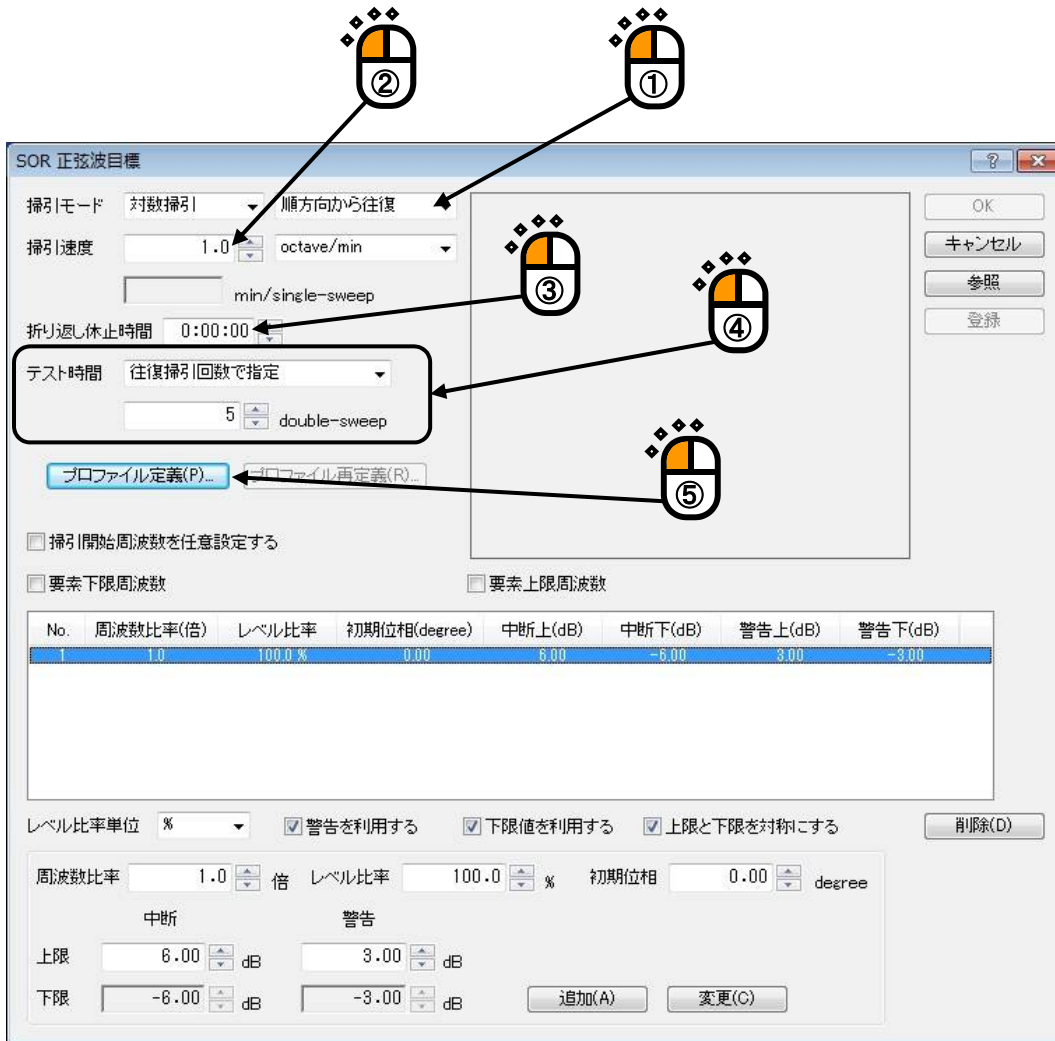 ② ①
SOR 正弦波目標
掃引モード 対数掃引 順方向から往復 OK
掃引速度 1.0 octave/min キャンセル
min/single-sweep ③ 参照
折り返し休止時間 0:00:00 ④ 登録
テスト時間 往復掃引回数で指定
5 double-sweep
プロファイル定義(P)... プロファイル再定義(R)... ⑤
掃引開始周波数を任意設定する
要素下限周波数 要素上限周波数
No. 周波数比率(倍) レベル比率 初期位相(degree) 中断上(dB) 中断下(dB) 警告上(dB) 警告下(dB)
1 1.0 100.0 % 0.00 6.00 -6.00 3.00 -3.00
レベル比率単位 % 警告を利用する 下限値を利用する 上限と下限を対称にする 削除(D)
周波数比率 1.0 倍 レベル比率 100.0 % 初期位相 0.00 degree
中断 警告
上限 6.00 dB 3.00 dB
下限 -6.00 dB -3.00 dB 追加(A) 変更(C)